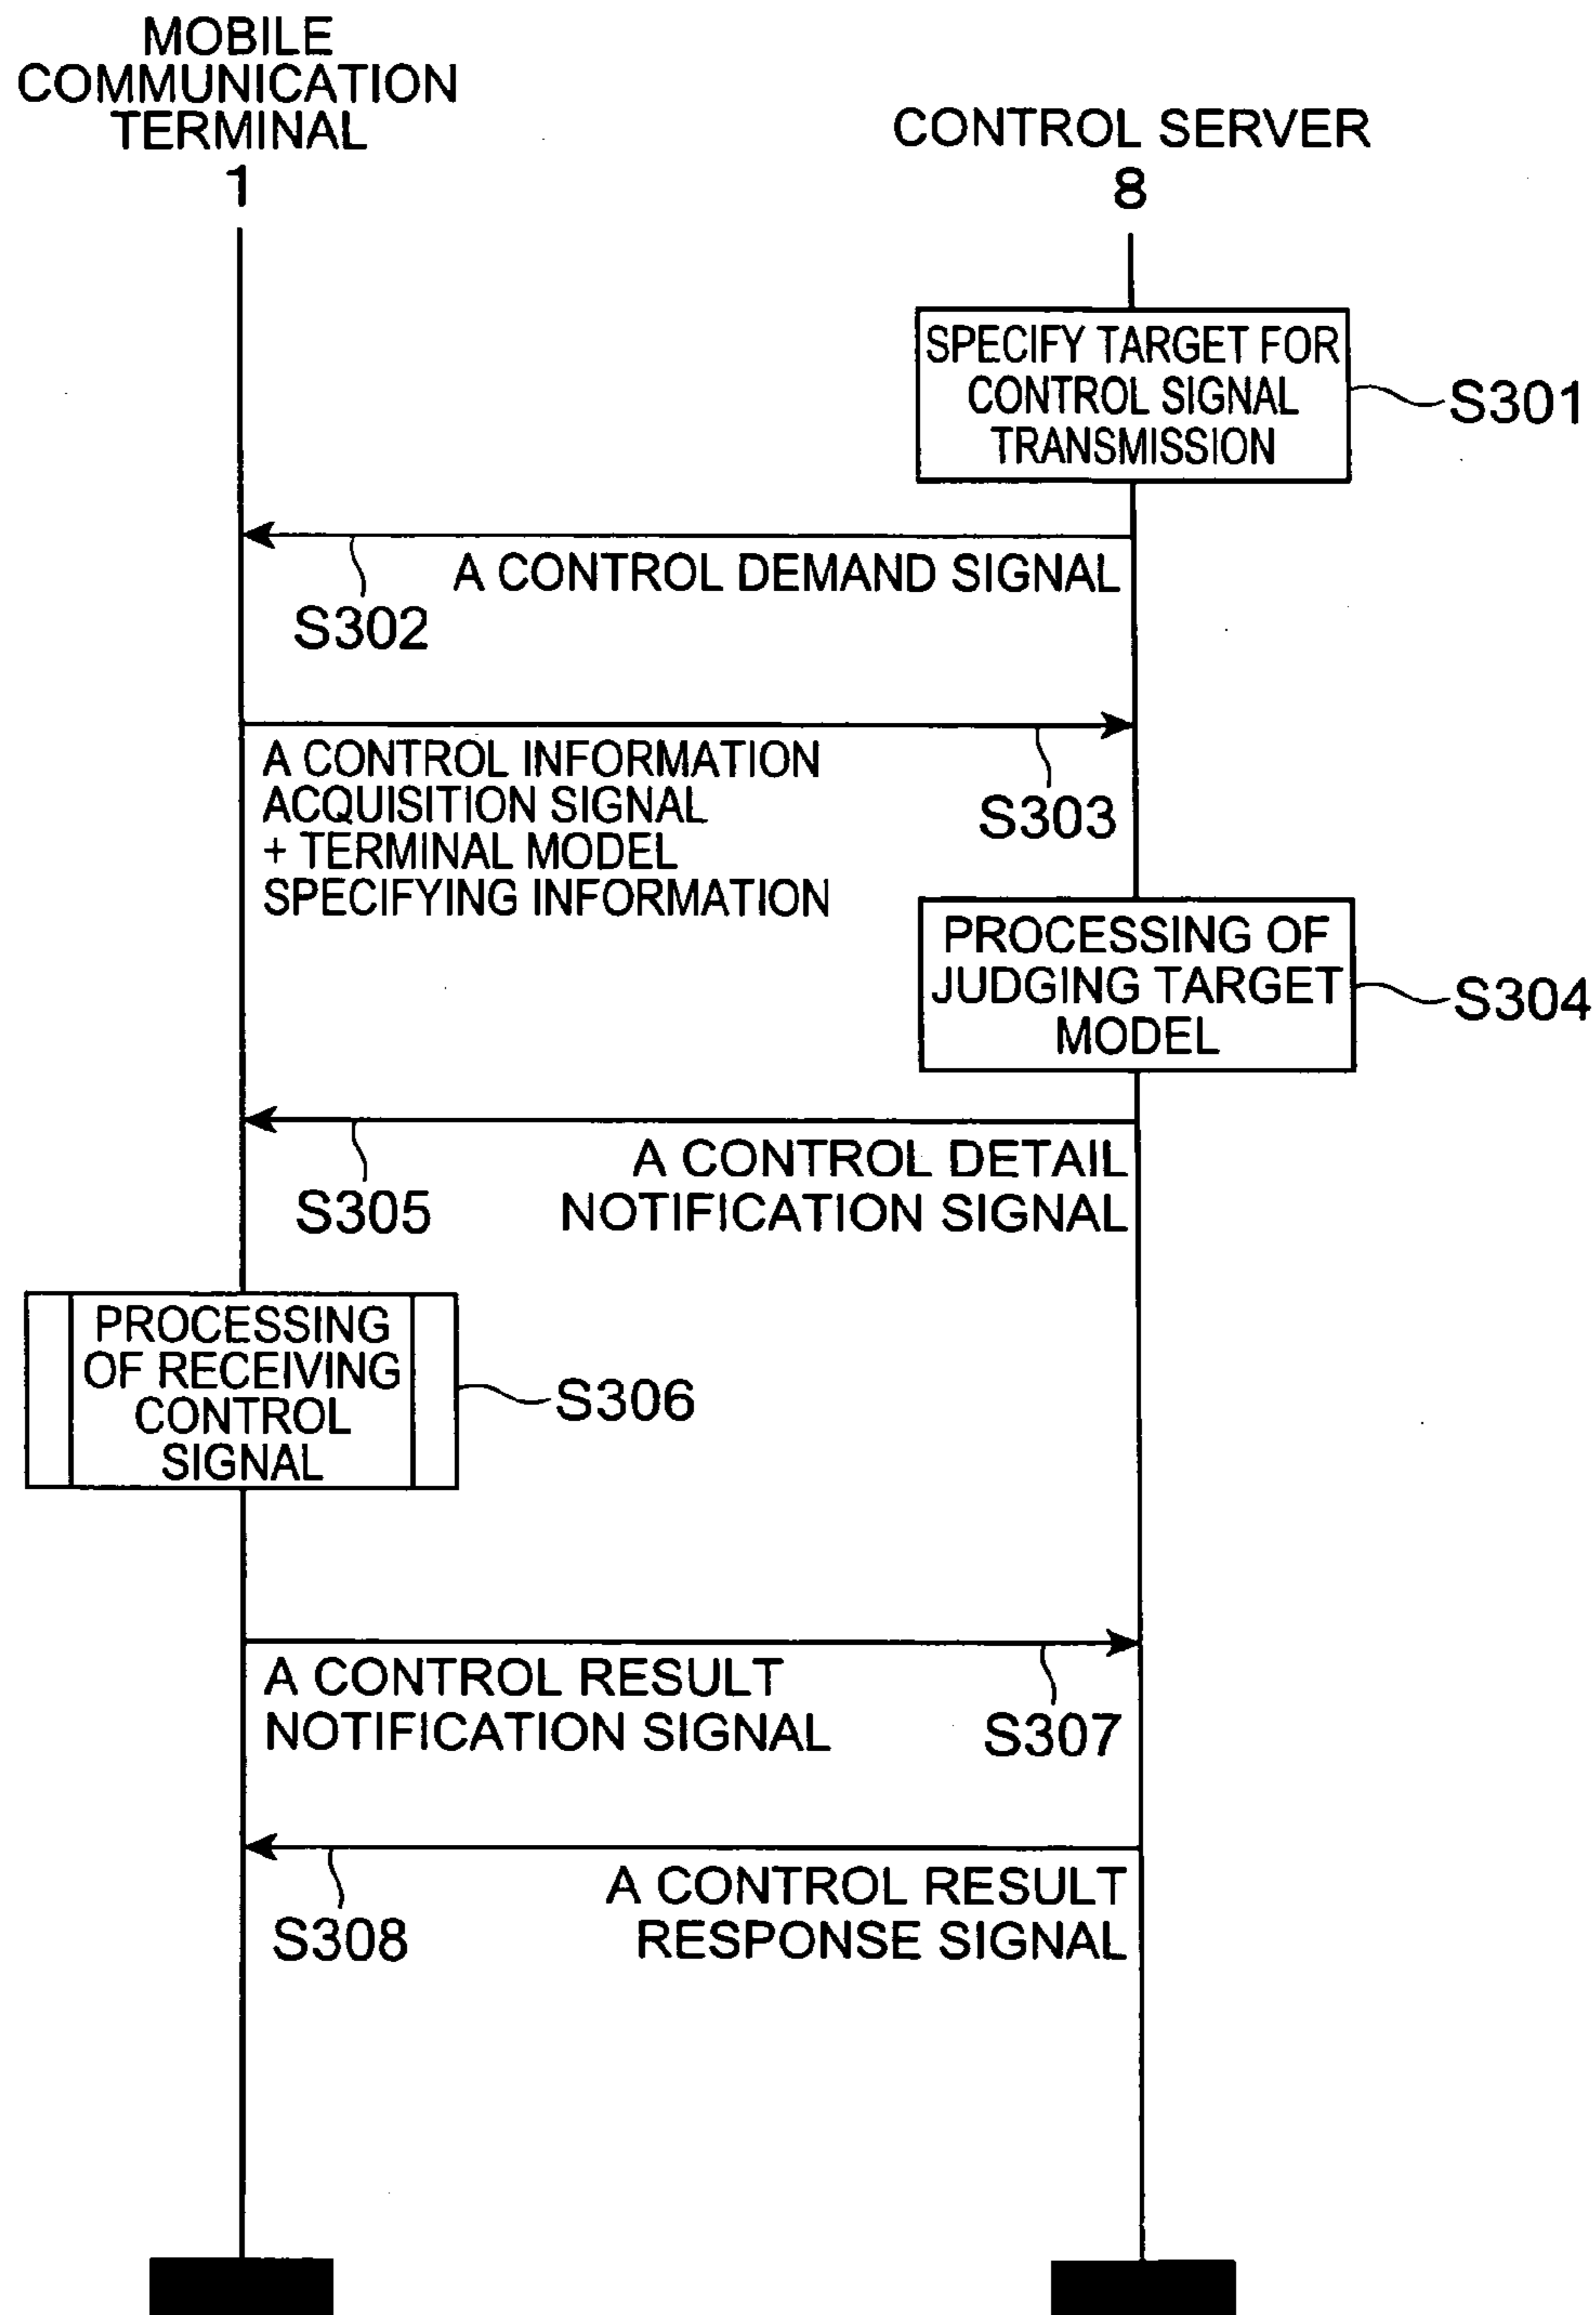 MOBILE
COMMUNICATION
TERMINAL
1
CONTROL SERVER
8
SPECIFY TARGET FOR
CONTROL SIGNAL
TRANSMISSION
S301
A CONTROL DEMAND SIGNAL
S302
A CONTROL INFORMATION
ACQUISITION SIGNAL
+ TERMINAL MODEL
SPECIFYING INFORMATION
S303
PROCESSING OF
JUDGING TARGET
MODEL
S304
A CONTROL DETAIL
NOTIFICATION SIGNAL
S305
PROCESSING
OF RECEIVING
CONTROL
SIGNAL
S306
A CONTROL RESULT
NOTIFICATION SIGNAL
S307
A CONTROL RESULT
RESPONSE SIGNAL
S308